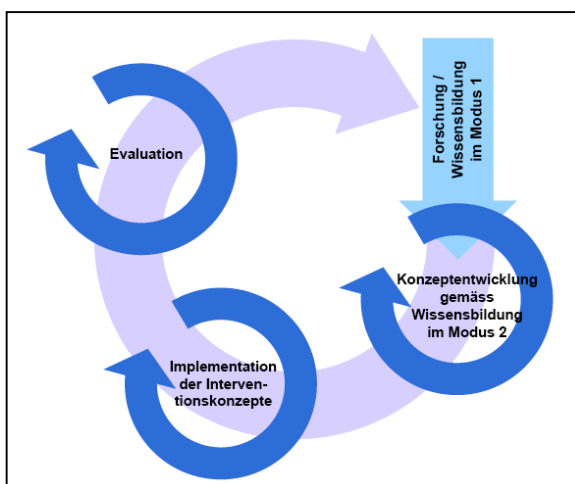 Forschung /
Wissensbildung
im Modus 1
Evaluation
Konzeptentwicklung
gemäss
Wissensbildung
im Modus 2
Implementation
der Interven-
tionskonzepte